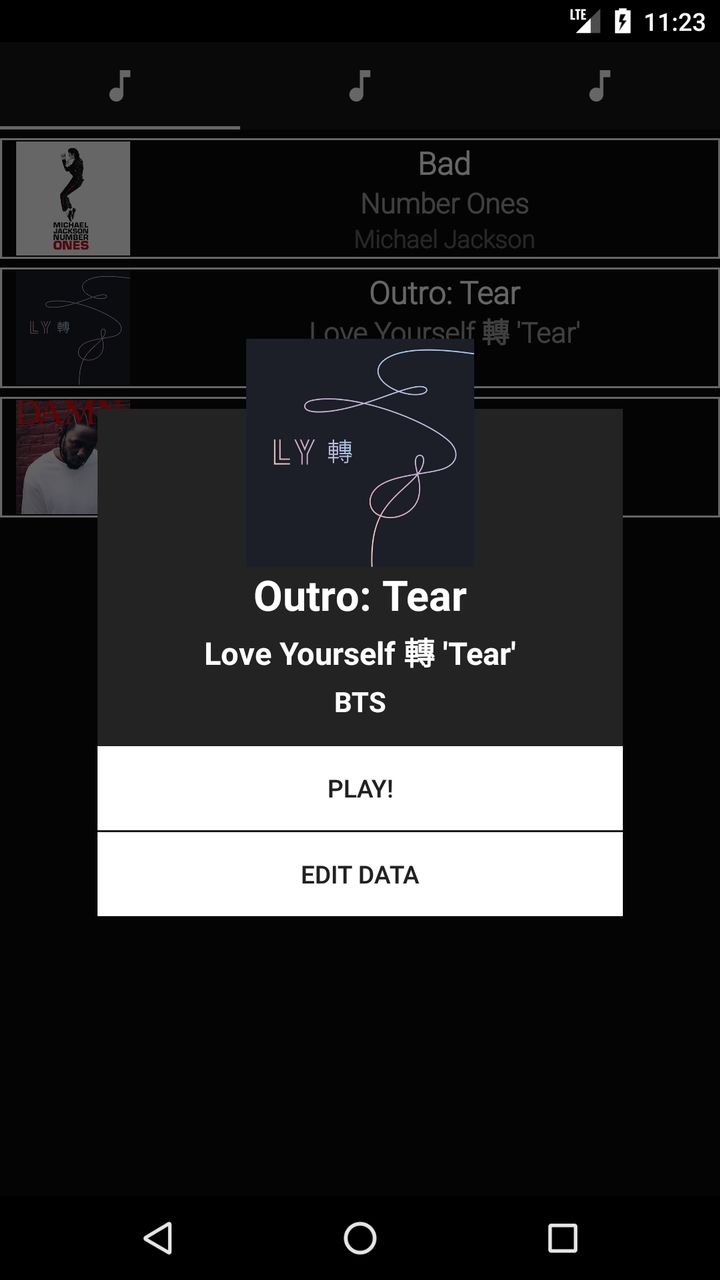 LTE 11:23
MICHAEL
JACKSON
NUMBER
ONES
Bad
Number Ones
Michael Jackson
LY 轉
Outro: Tear
Love Yourself 轉 'Tear'
DAMN
LY 轉
Outro: Tear
Love Yourself 轉 'Tear'
BTS
PLAY!
EDIT DATA